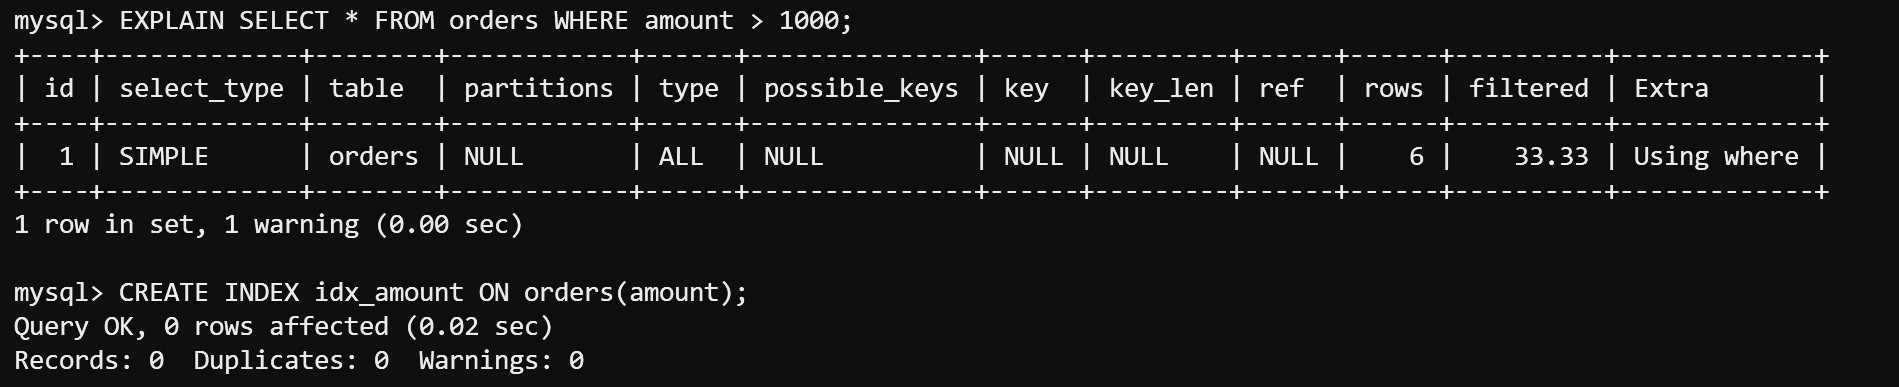 mysql> EXPLAIN SELECT * FROM orders WHERE amount > 1000;
+----+-------------+--------+------------+------+---------------+------+---------+------+------+----------+-------------+
| id | select_type | table  | partitions | type | possible_keys | key  | key_len | ref  | rows | filtered | Extra       |
+----+-------------+--------+------------+------+---------------+------+---------+------+------+----------+-------------+
|  1 | SIMPLE      | orders | NULL       | ALL  | NULL          | NULL | NULL    | NULL |    6 |    33.33 | Using where |
+----+-------------+--------+------------+------+---------------+------+---------+------+------+----------+-------------+
1 row in set, 1 warning (0.00 sec)

mysql> CREATE INDEX idx_amount ON orders(amount);
Query OK, 0 rows affected (0.02 sec)
Records: 0  Duplicates: 0  Warnings: 0